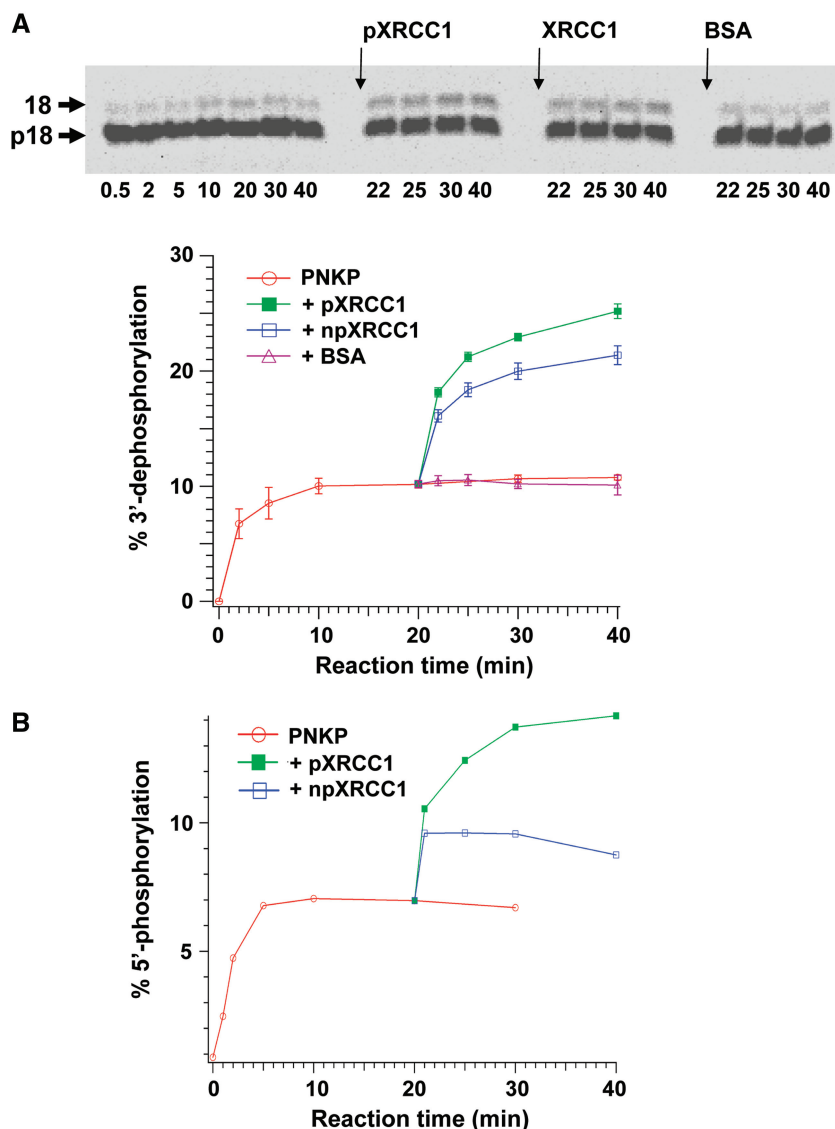 A
pXRCC1 XRCC1 BSA
18
p18
0.5 2 5 10 20 30 40 22 25 30 40 22 25 30 40 22 25 30 40
30
20
10
0
% 3'-dephosphorylation
PNKP
+ pXRCC1
+ npXRCC1
+ BSA
0 10 20 30 40
Reaction time (min)
B
10
5
% 5'-phosphorylation
PNKP
+ pXRCC1
+ npXRCC1
0 10 20 30 40
Reaction time (min)